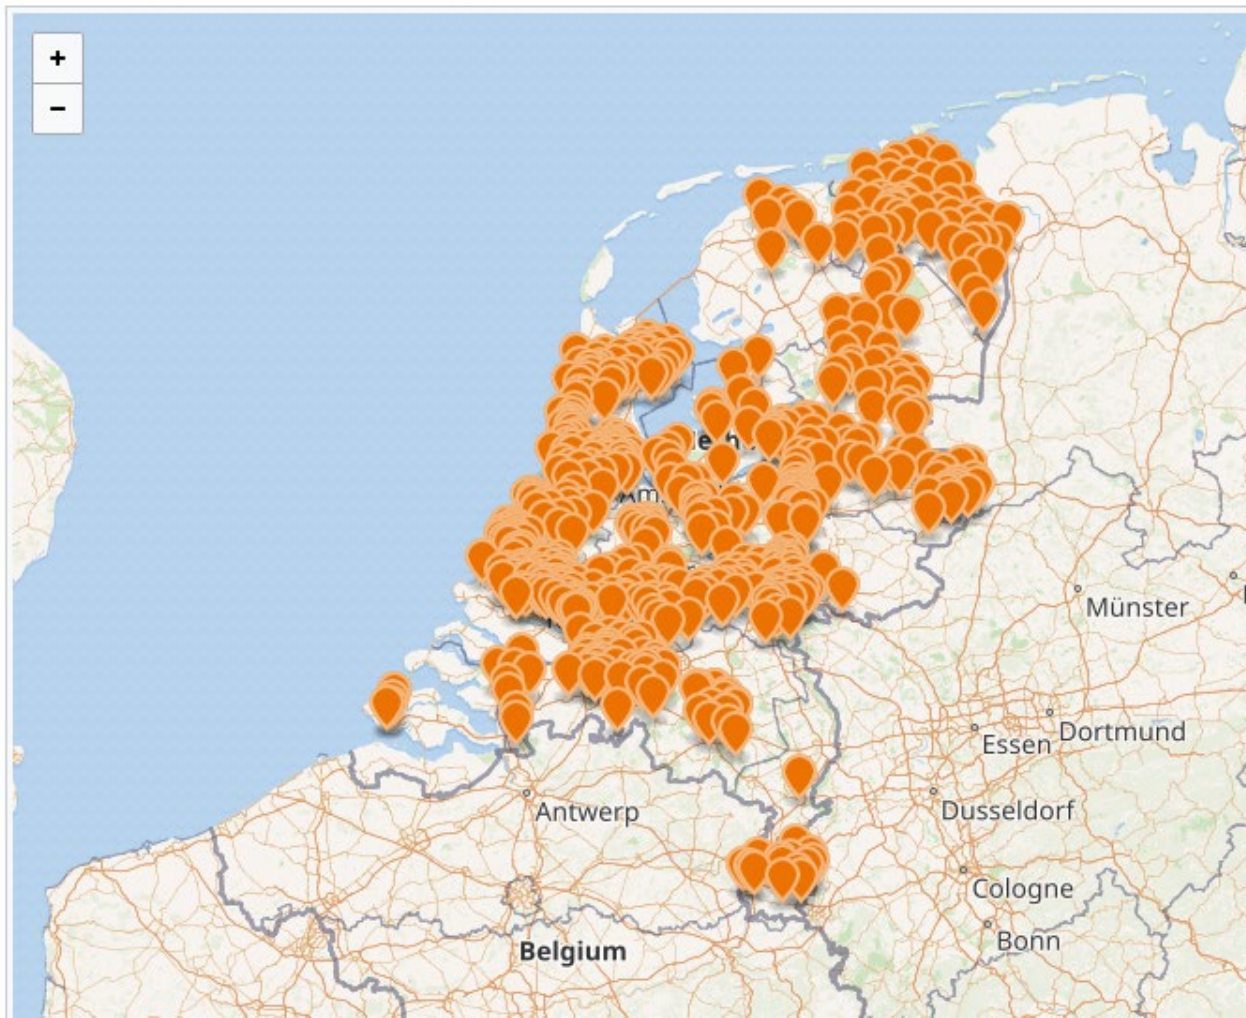 +
−
Münster
Essen
Dortmund
Antwerp
Dusseldorf
Cologne
Bonn
Belgium